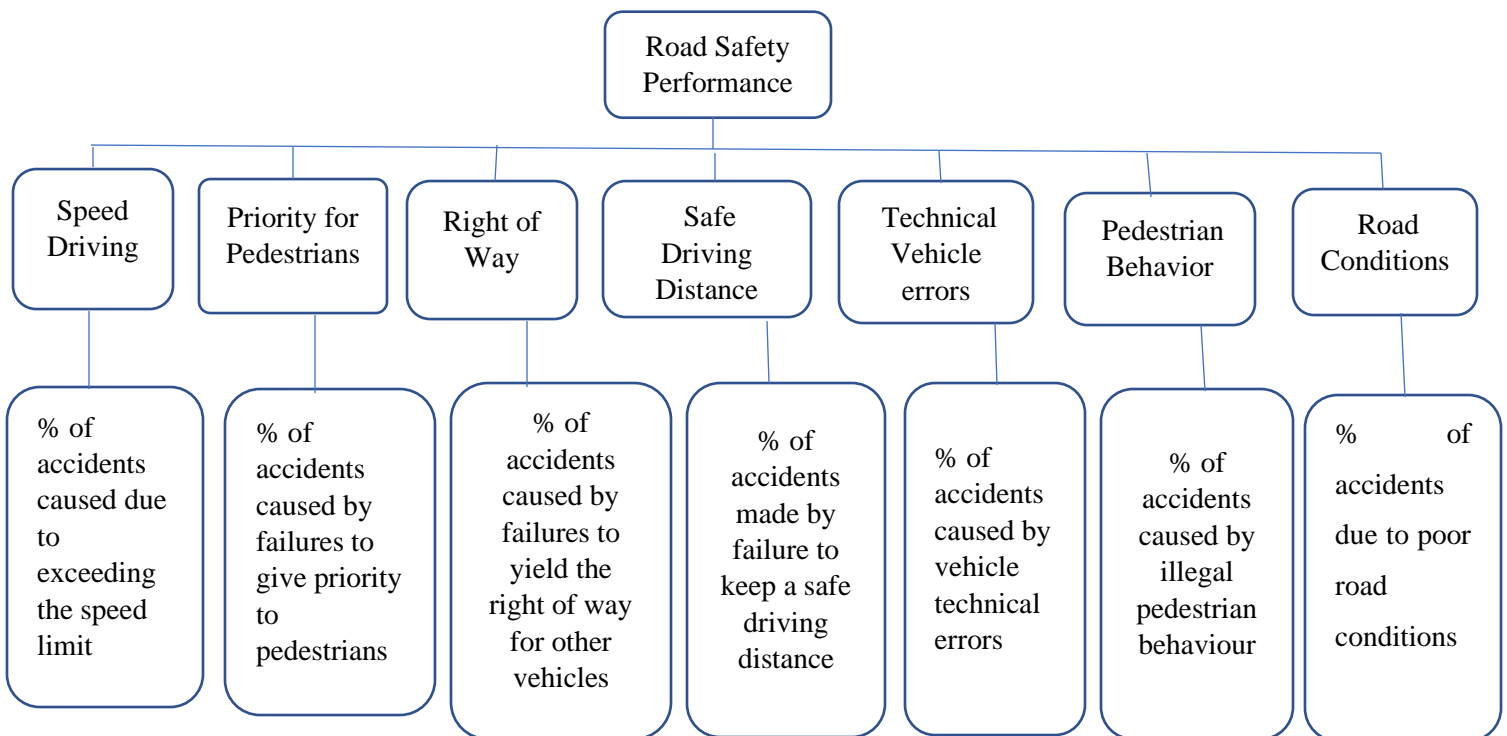 Road Safety
Performance
Speed
Driving
Priority for
Pedestrians
Right of
Way
Safe
Driving
Distance
Technical
Vehicle
errors
Pedestrian
Behavior
Road
Conditions
% of
accidents
caused due
to
exceeding
the speed
limit
% of
accidents
caused by
failures to
give priority
to
pedestrians
% of
accidents
caused by
failures to
yield the
right of way
for other
vehicles
% of
accidents
made by
failure to
keep a safe
driving
distance
% of
accidents
caused by
vehicle
technical
errors
% of
accidents
caused by
illegal
pedestrian
behaviour
% of
accidents
due to poor
road
conditions